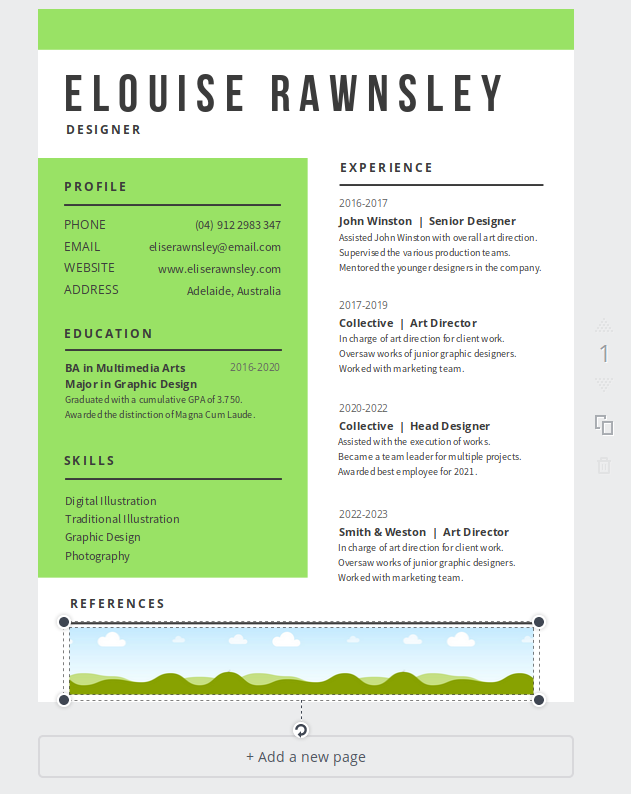 ELOUISE RAWNSLEY
DESIGNER
PROFILE
PHONE (04) 912 2983 347
EMAIL eliserawnsley@email.com
WEBSITE www.eliserawnsley.com
ADDRESS Adelaide, Australia
EDUCATION
BA in Multimedia Arts 2016-2020
Major in Graphic Design
Graduated with a cumulative GPA of 3.750.
Awarded the distinction of Magna Cum Laude.
SKILLS
Digital Illustration
Traditional Illustration
Graphic Design
Photography
EXPERIENCE
2016-2017
John Winston | Senior Designer
Assisted John Winston with overall art direction.
Supervised the various production teams.
Mentored the younger designers in the company.
2017-2019
Collective | Art Director
In charge of art direction for client work.
Oversaw works of junior graphic designers.
Worked with marketing team.
2020-2022
Collective | Head Designer
Assisted with the execution of works.
Became a team leader for multiple projects.
Awarded best employee for 2021.
2022-2023
Smith & Weston | Art Director
In charge of art direction for client work.
Oversaw works of junior graphic designers.
Worked with marketing team.
REFERENCES
1
+ Add a new page